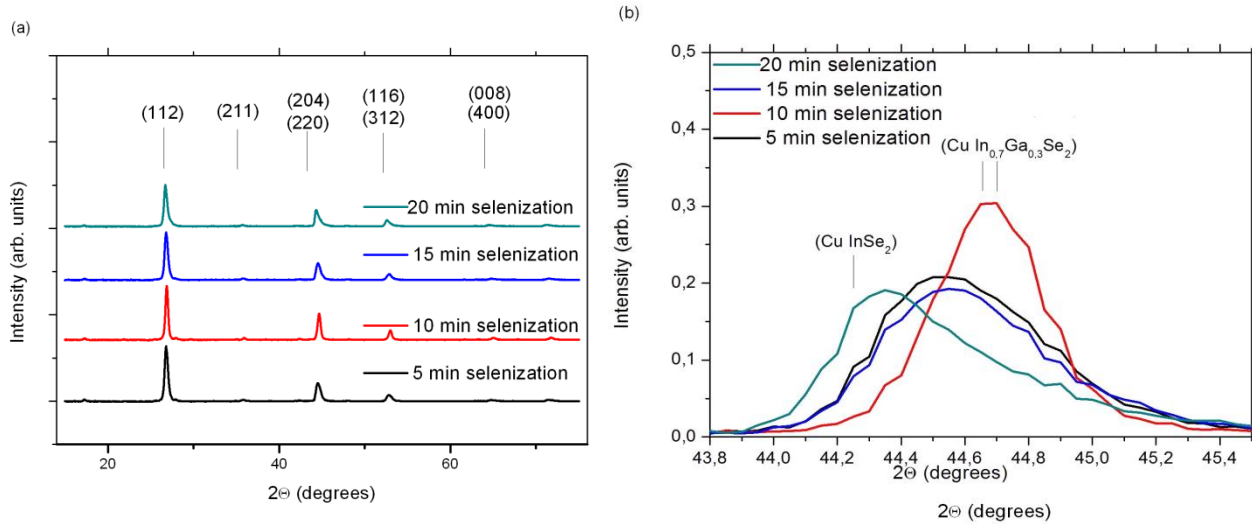 (a)
(112)
(211)
(204)
(220)
(116)
(312)
(008)
(400)
20 min selenization
15 min selenization
10 min selenization
5 min selenization
Intensity (arb. units)
20
40
60
2Θ (degrees)
(b)
0,5
0,4
0,3
0,2
0,1
0,0
Intensity (arb. units)
20 min selenization
15 min selenization
10 min selenization
5 min selenization
(Cu In0.7Ga0.3Se2)
(Cu InSe2)
43,8
44,0
44,2
44,4
44,6
44,8
45,0
45,2
45,4
2Θ (degrees)
2Θ (degrees)